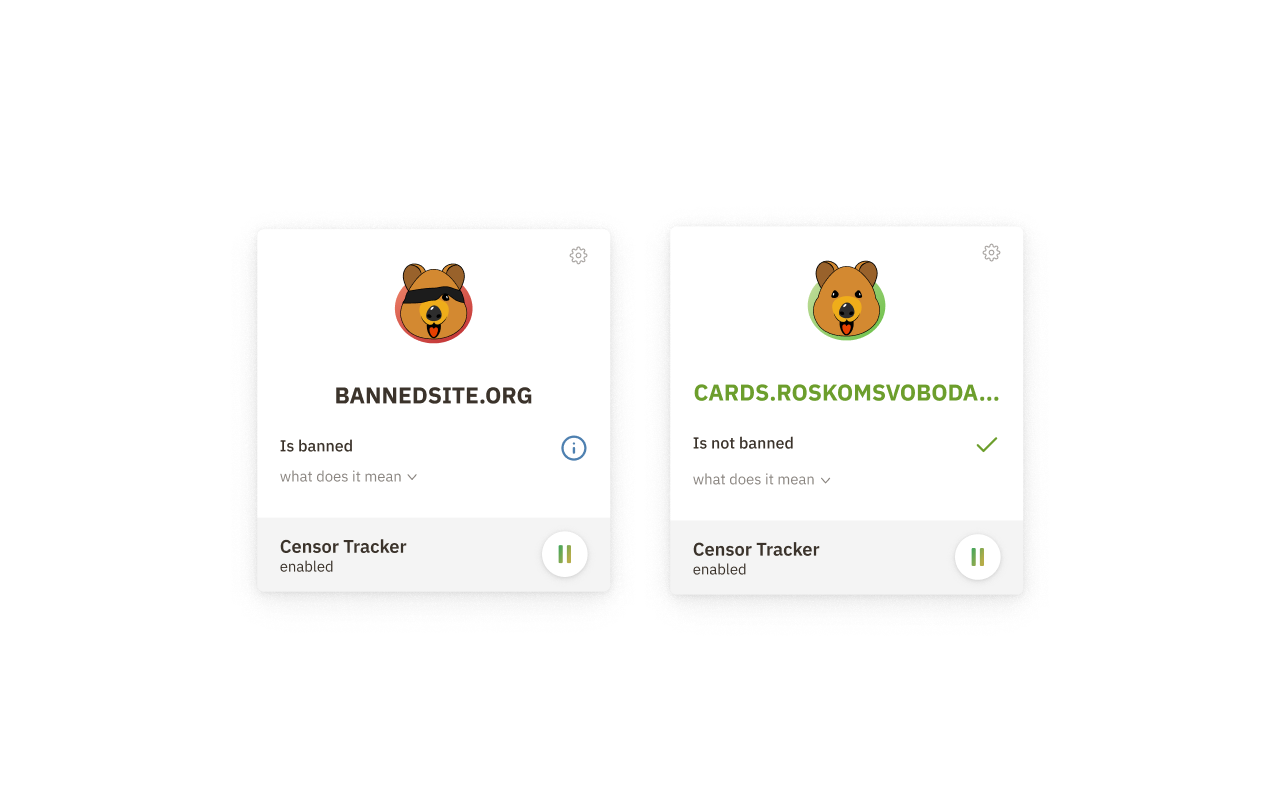 BANNEDSITE.ORG
Is banned
what does it mean
Censor Tracker
enabled
CARDS.ROSKOMSVOBODA...
Is not banned
what does it mean
Censor Tracker
enabled